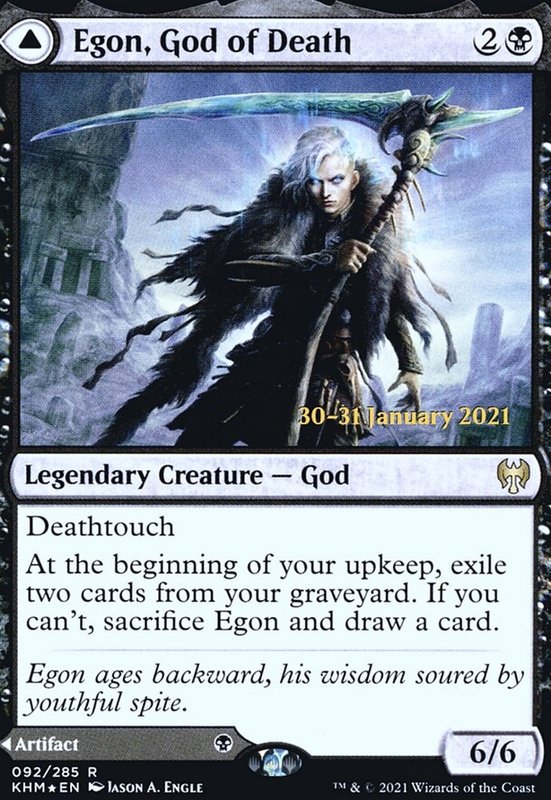 Egon, God of Death 2
30-31 January 2021
Legendary Creature — God
Deathtouch
At the beginning of your upkeep, exile
two cards from your graveyard. If you
can't, sacrifice Egon and draw a card.
Egon ages backward, his wisdom soured by
youthful spite.
Artifact
6/6
092/285 R
KHM★EN Jason A. Engle
™ & © 2021 Wizards of the Coast